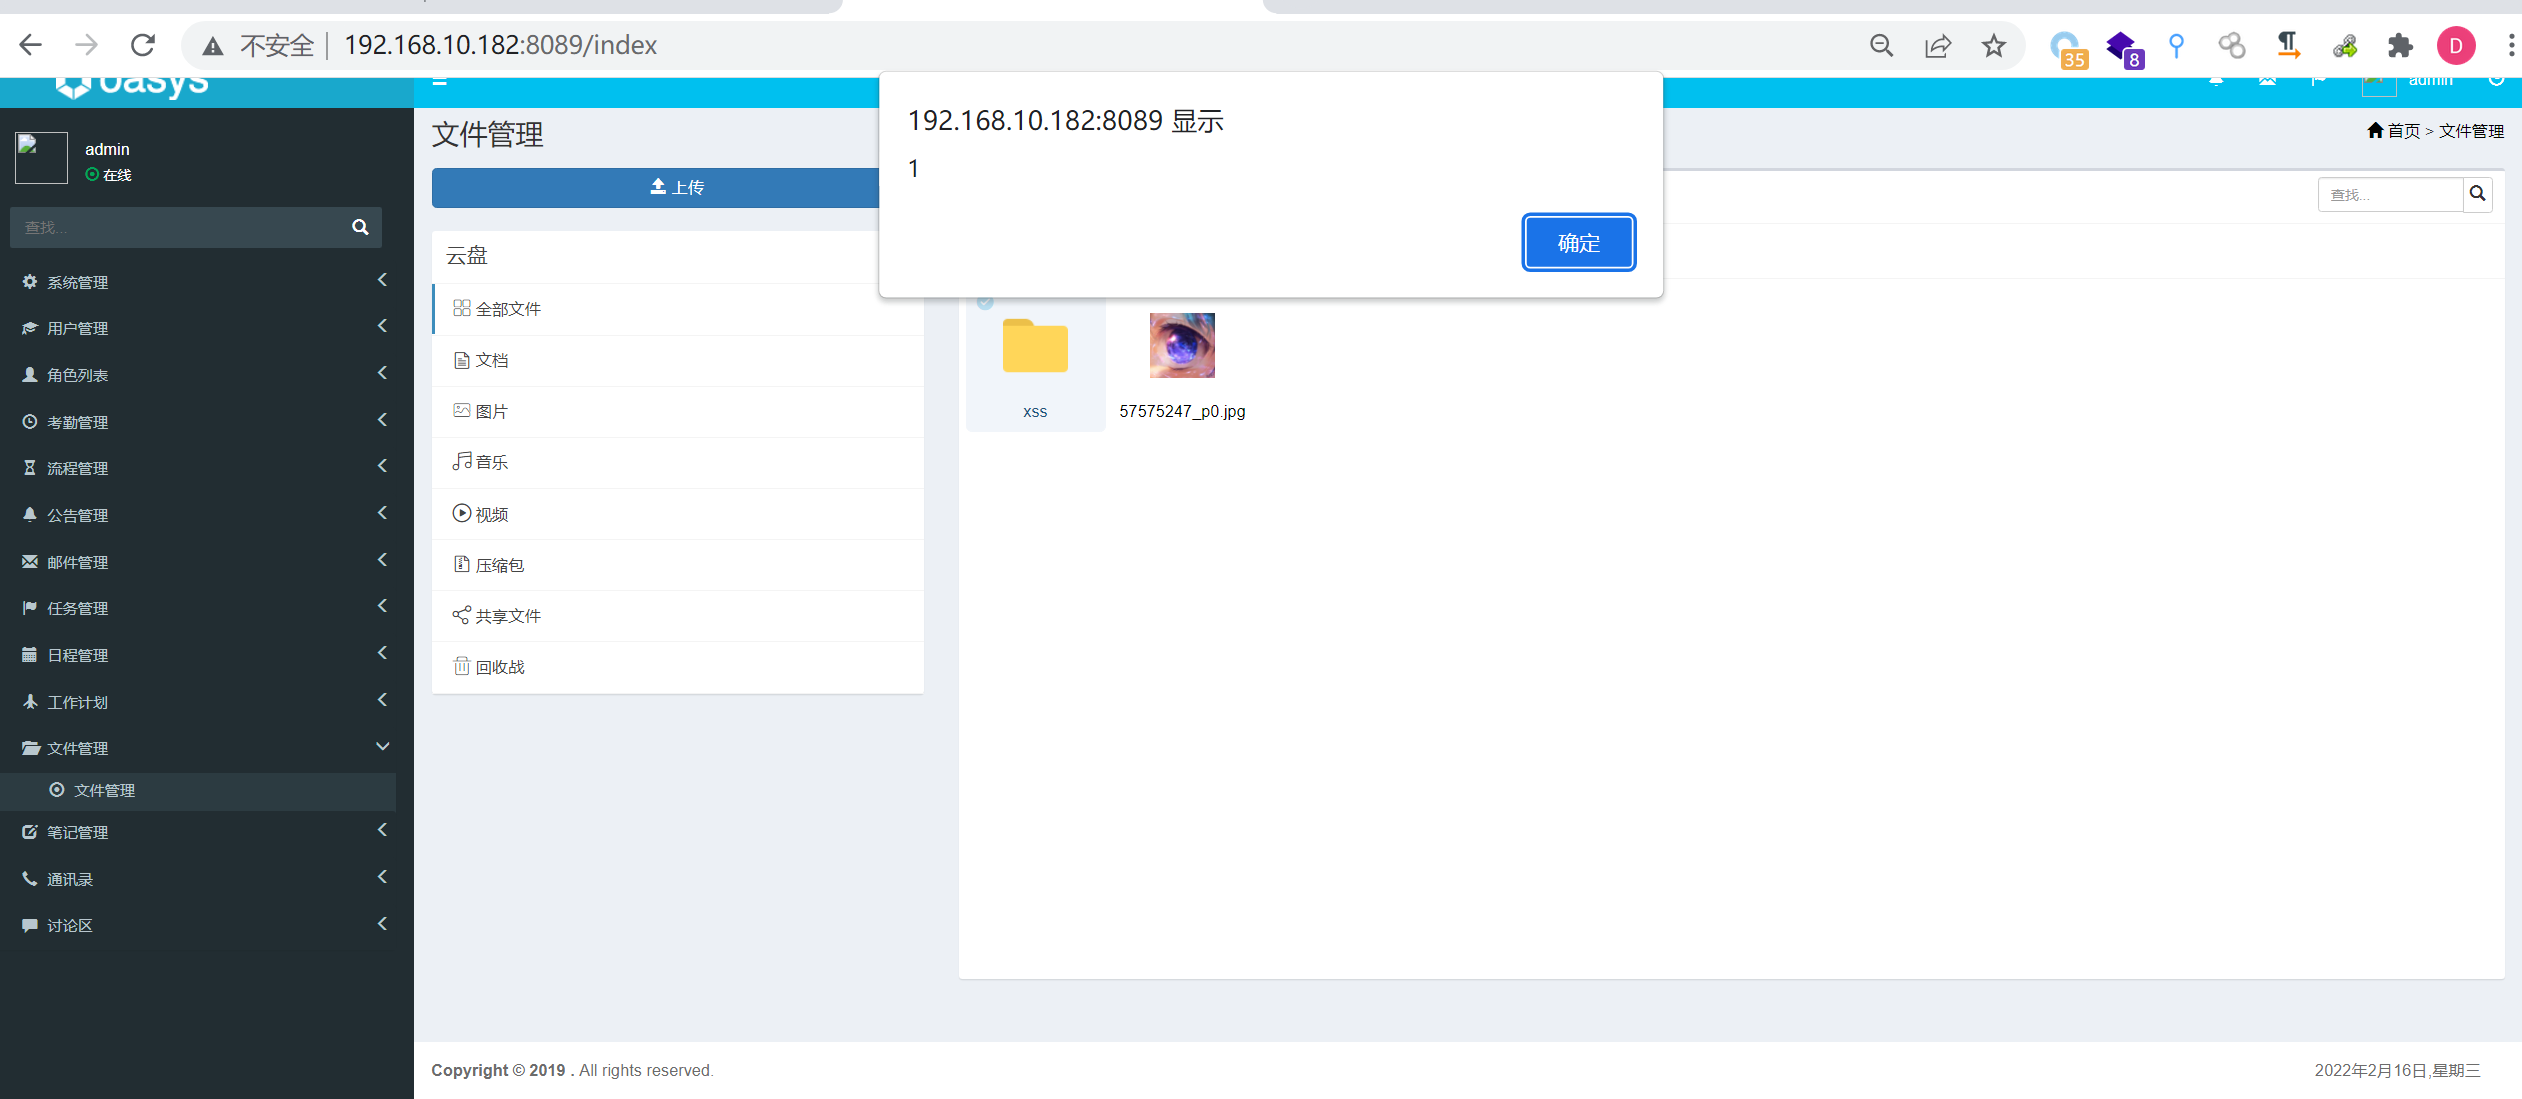 不安全 192.168.10.182:8089/index
35
8
D
oasys
admin
192.168.10.182:8089 显示
1
确定
admin
在线
查找...
系统管理
用户管理
角色列表
考勤管理
流程管理
公告管理
邮件管理
任务管理
日程管理
工作计划
文件管理
文件管理
笔记管理
通讯录
讨论区
文件管理
首页 > 文件管理
上传
查找...
云盘
全部文件
文档
图片
音乐
视频
压缩包
共享文件
回收战
xss
57575247_p0.jpg
Copyright © 2019 . All rights reserved.
2022年2月16日,星期三